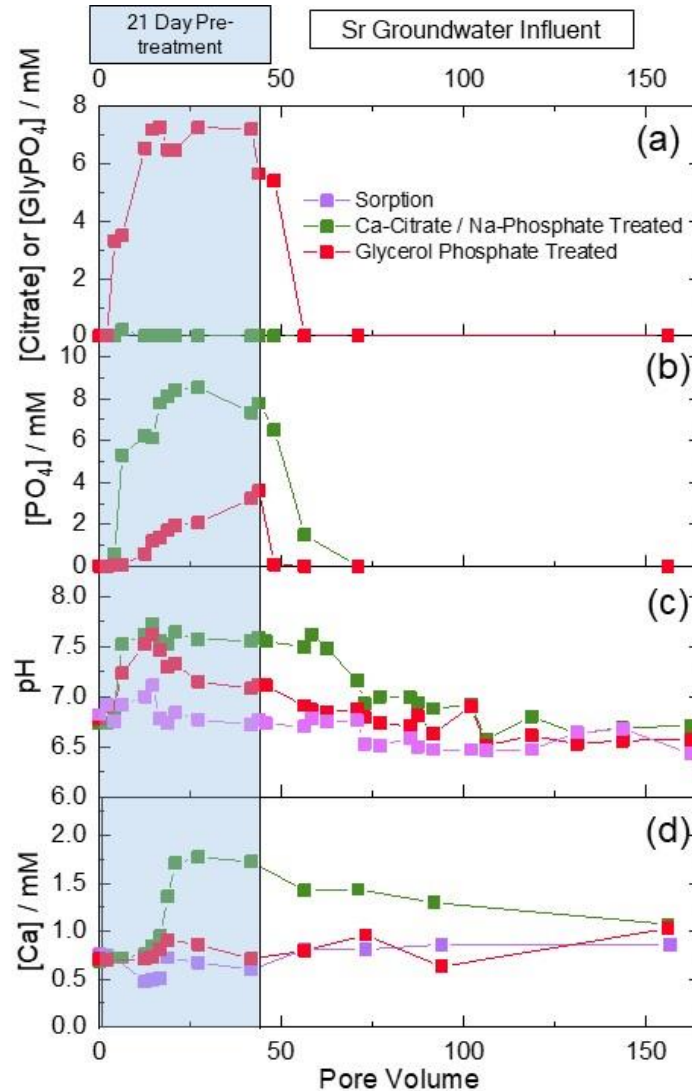 21 Day Pre-
treatment
Sr Groundwater Influent
0 50 100 150
[Citrate] or [GlyPO₄] / mM
8
6
4
2
0
(a)
Sorption
Ca-Citrate / Na-Phosphate Treated
Glycerol Phosphate Treated
[PO₄] / mM
10
8
6
4
2
0
(b)
pH
8.0
7.5
7.0
6.5
6.0
(c)
[Ca] / mM
2.0
1.5
1.0
0.5
0.0
(d)
0 50 100 150
Pore Volume